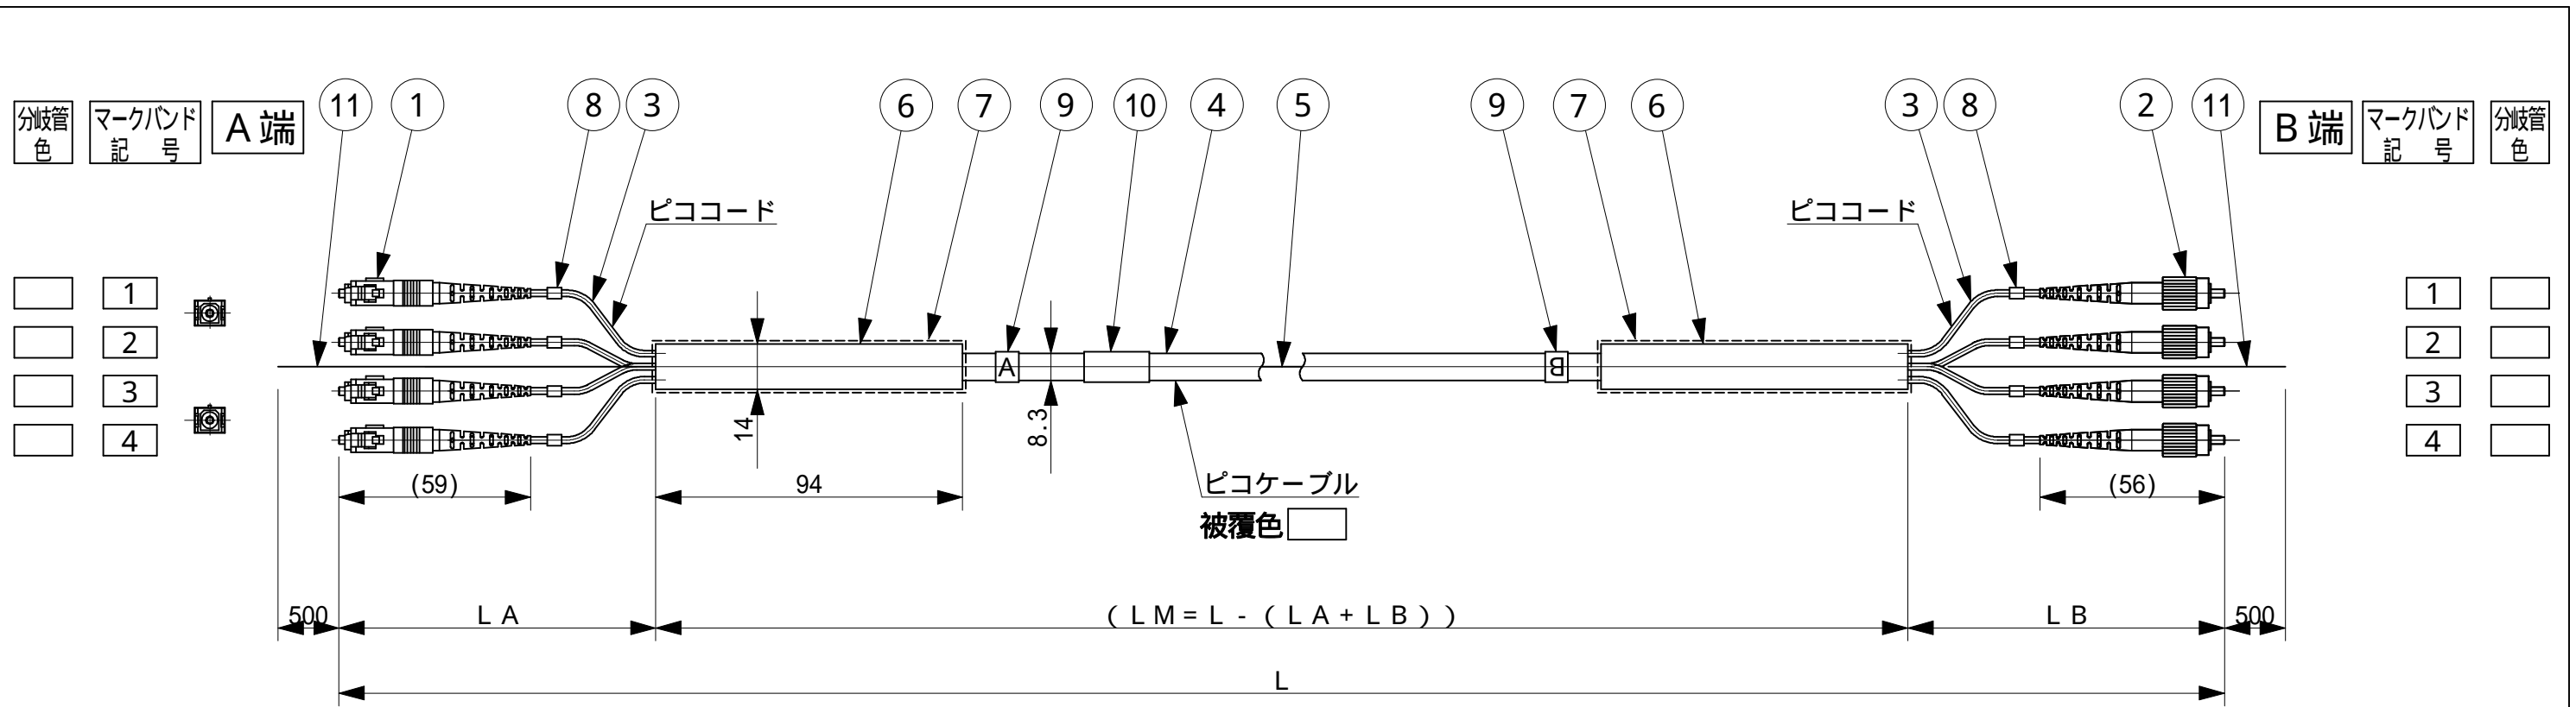 分岐管
色
マークバンド
記 号
A 端
11 1 8 3 6 7 9 10 4 5 9 7 6 3 8 2 11
B 端
マークバンド
記 号
分岐管
色
ピココード
ピココード
1
2
3
4
A
B
1
2
3
4
14
8.3
(59)
94
ピコケーブル
(56)
被覆色
500
L A
( L M = L - ( L A + L B ) )
L B
500
L